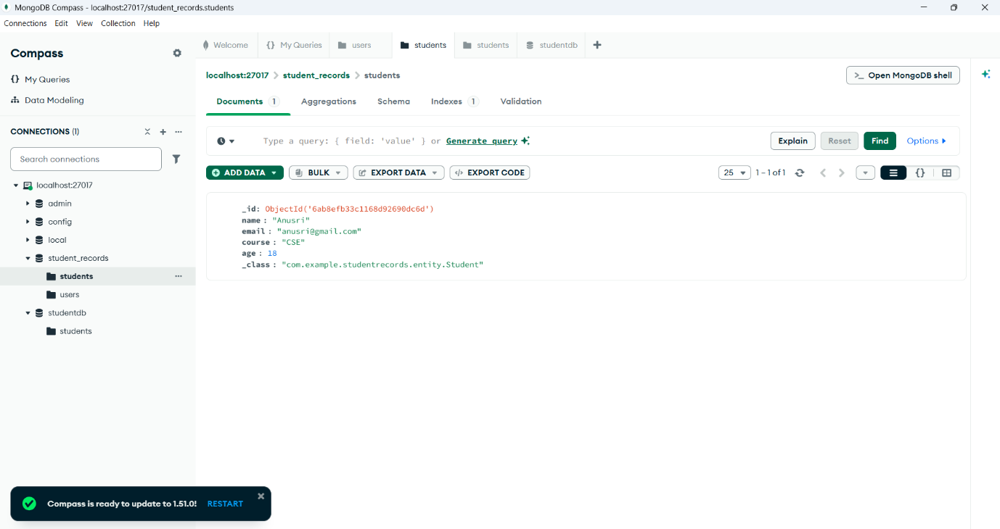 MongoDB Compass - localhost:27017/student_records.students
Connections Edit View Collection Help
Compass
My Queries
Data Modeling
CONNECTIONS (1)
Search connections
localhost:27017
admin
config
local
student_records
students
users
studentdb
students
Welcome
{} My Queries
users
students
students
studentdb
localhost:27017 > student_records > students
>_ Open MongoDB shell
Documents 1 Aggregations Schema Indexes 1 Validation
Type a query: { field: 'value' } or Generate query
Explain Reset Find Options
ADD DATA BULK EXPORT DATA EXPORT CODE
25 1 – 1 of 1 {}
_id: ObjectId('6ab8efb33c1168d92690dc6d')
name : "Anusri"
email : "anusri@gmail.com"
course : "CSE"
age : 18
_class : "com.example.studentrecords.entity.Student"
Compass is ready to update to 1.51.0! RESTART